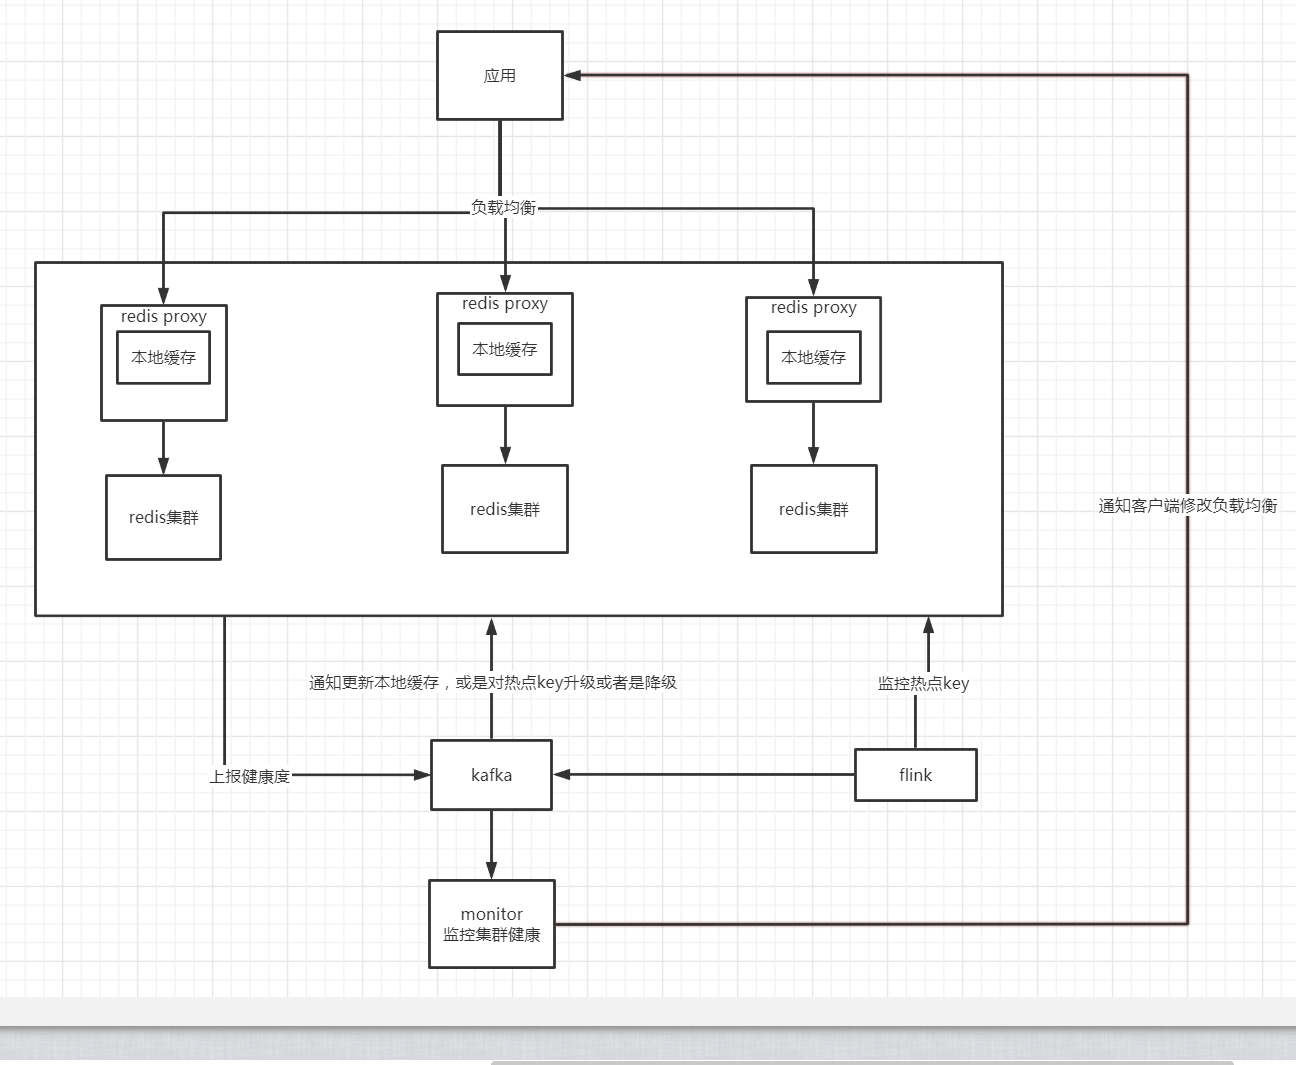 应用
负载均衡
redis proxy
本地缓存
redis proxy
本地缓存
redis proxy
本地缓存
redis集群
redis集群
redis集群
通知客户端修改负载均衡
通知更新本地缓存，或是对热点key升级或者是降级
监控热点key
上报健康度
kafka
flink
monitor
监控集群健康